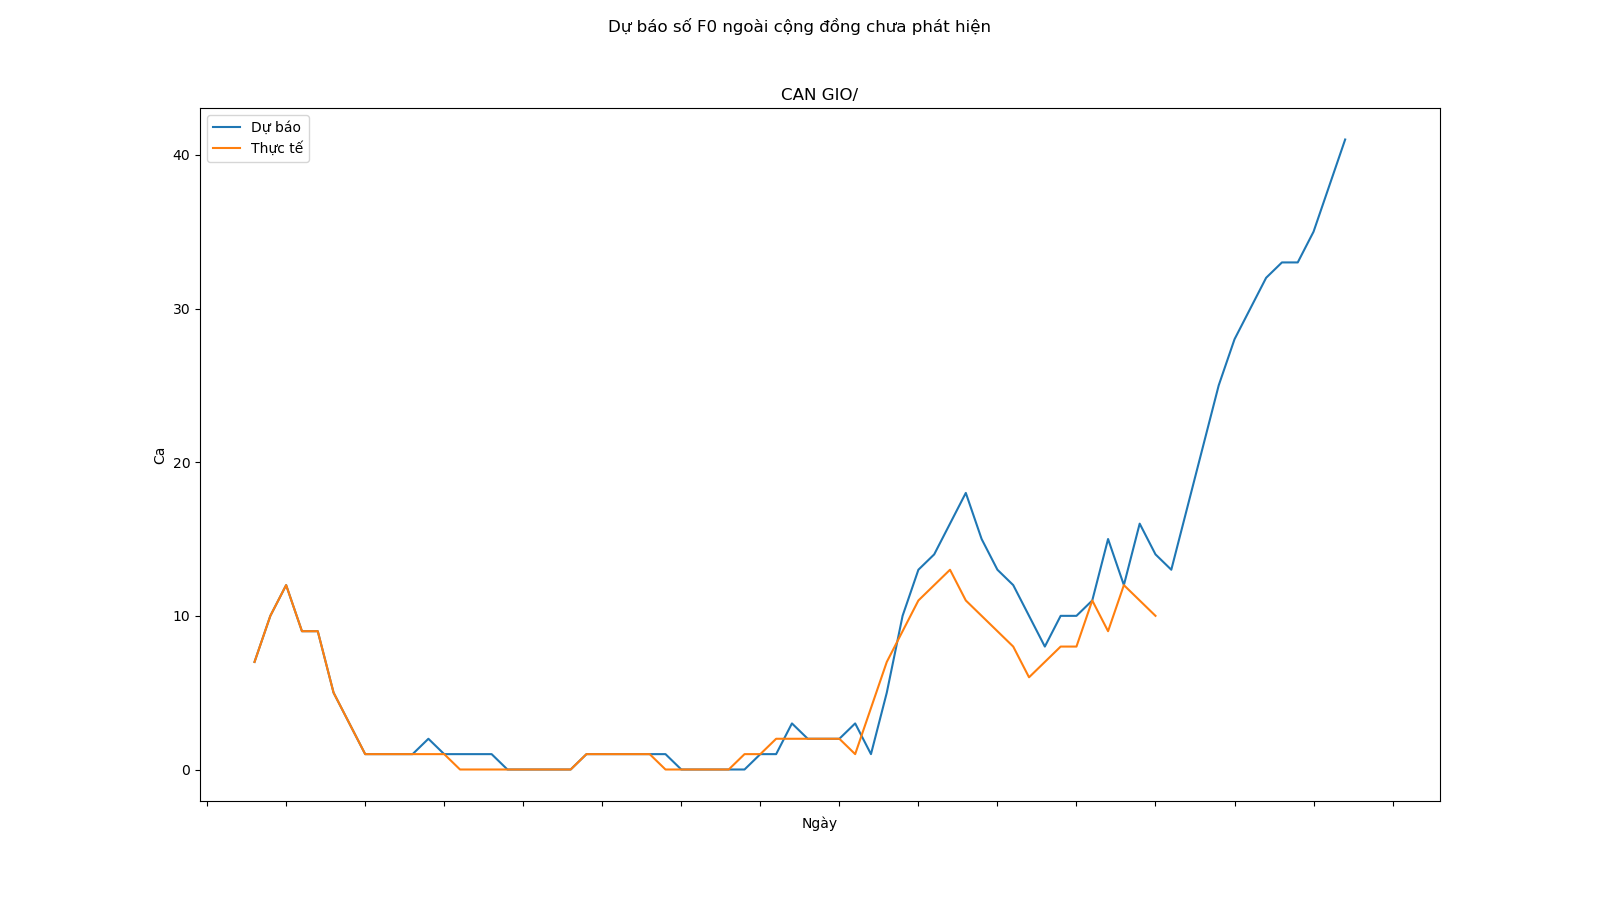 Dự báo số F0 ngoài cộng đồng chưa phát hiện
CAN GIO/
Dự báo
Thực tế
40
30
20
10
0
Ca
Ngày